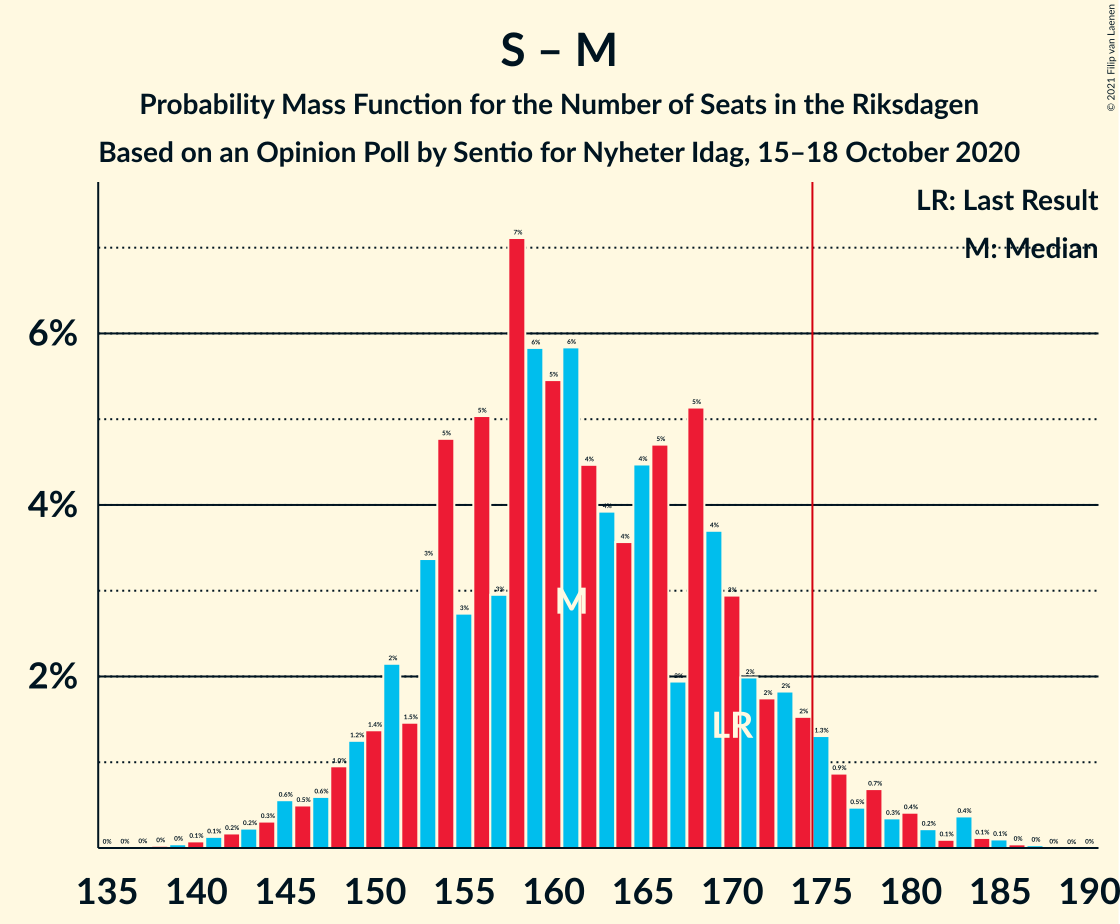 S – M
Probability Mass Function for the Number of Seats in the Riksdagen
Based on an Opinion Poll by Sentio for Nyheter Idag, 15–18 October 2020
© 2021 Filip van Laenen
LR: Last Result
M: Median
6%
4%
2%
0% 0% 0% 0% 0% 0.1% 0.1% 0.2% 0.2% 0.3% 0.6% 0.5% 0.6% 1.0% 1.2% 1.4% 2% 1.5% 3% 5% 3% 5% 3% 7% 6% 5% 6% 4% 4% 4% 4% 5% 2% 5% 4% 3% 2% 2% 2% 2% 1.3% 0.9% 0.5% 0.7% 0.3% 0.4% 0.2% 0.1% 0.4% 0.1% 0.1% 0% 0% 0% 0% 0%
M
LR
135 140 145 150 155 160 165 170 175 180 185 190